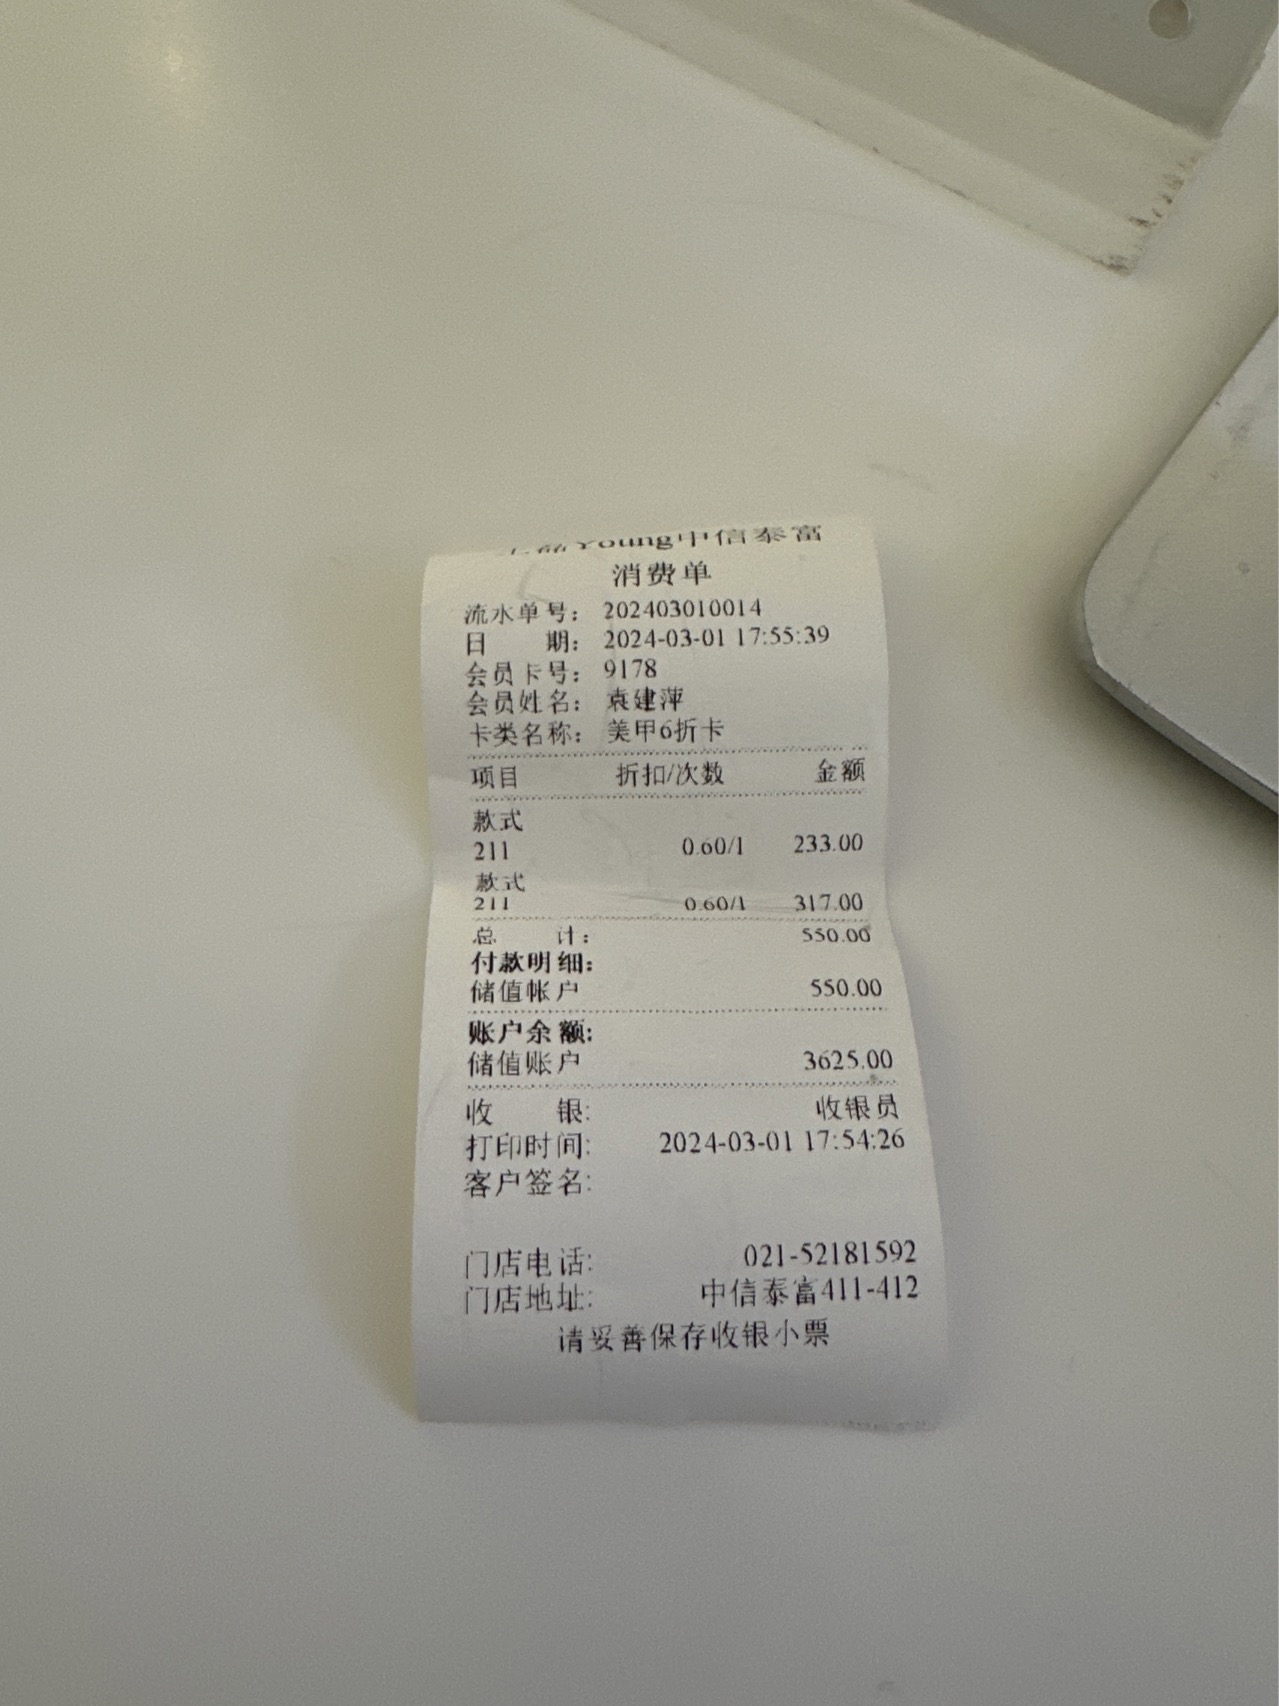 Young中信泰富
消费单
流水单号： 202403010014
日 期： 2024-03-01 17:55:39
会员卡号： 9178
会员姓名： 袁建萍
卡类名称： 美甲6折卡
项目 折扣/次数 金额
款式
211 0.60/1 233.00
款式
211 0.60/1 317.00
总 计： 550.00
付款明细：
储值帐户 550.00
账户余额:
储值账户 3625.00
收 银: 收银员
打印时间: 2024-03-01 17:54:26
客户签名:
门店电话: 021-52181592
门店地址: 中信泰富411-412
请妥善保存收银小票